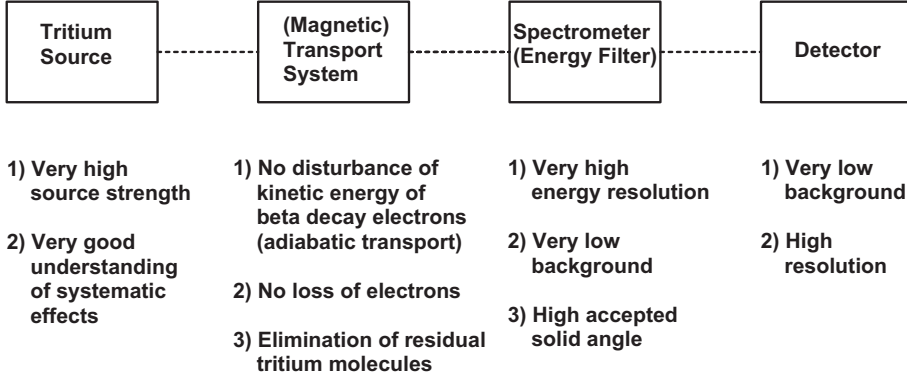 Tritium
Source
(Magnetic)
Transport
System
Spectrometer
(Energy Filter)
Detector
1) Very high
source strength
2) Very good
understanding
of systematic
effects
1) No disturbance of
kinetic energy of
beta decay electrons
(adiabatic transport)
2) No loss of electrons
3) Elimination of residual
tritium molecules
1) Very high
energy resolution
2) Very low
background
3) High accepted
solid angle
1) Very low
background
2) High
resolution